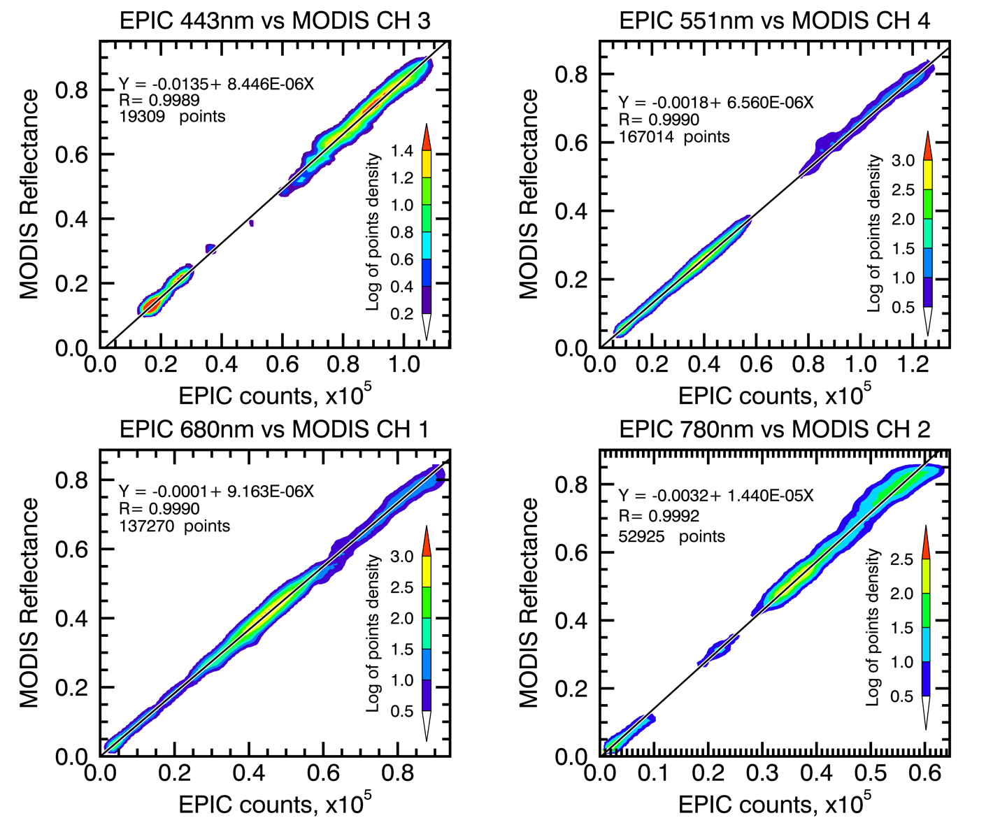 EPIC 443nm vs MODIS CH 3
Y = -0.0135+ 8.446E-06X
R= 0.9989
19309 points
MODIS Reflectance
0.8
0.6
0.4
0.2
0.0
Log of points density
1.4
1.2
1.0
0.8
0.6
0.4
0.2
0.0 0.2 0.4 0.6 0.8 1.0
EPIC counts, x10^5
EPIC 551nm vs MODIS CH 4
Y = -0.0018+ 6.560E-06X
R= 0.9990
167014 points
MODIS Reflectance
0.8
0.6
0.4
0.2
0.0
Log of points density
3.0
2.5
2.0
1.5
1.0
0.5
0.0 0.2 0.4 0.6 0.8 1.0 1.2
EPIC counts, x10^5
EPIC 680nm vs MODIS CH 1
Y = -0.0001+ 9.163E-06X
R= 0.9990
137270 points
MODIS Reflectance
0.8
0.6
0.4
0.2
0.0
Log of points density
3.0
2.5
2.0
1.5
1.0
0.5
0.0 0.2 0.4 0.6 0.8
EPIC counts, x10^5
EPIC 780nm vs MODIS CH 2
Y = -0.0032+ 1.440E-05X
R= 0.9992
52925 points
MODIS Reflectance
0.8
0.6
0.4
0.2
0.0
Log of points density
2.5
2.0
1.5
1.0
0.5
0.0 0.1 0.2 0.3 0.4 0.5 0.6
EPIC counts, x10^5